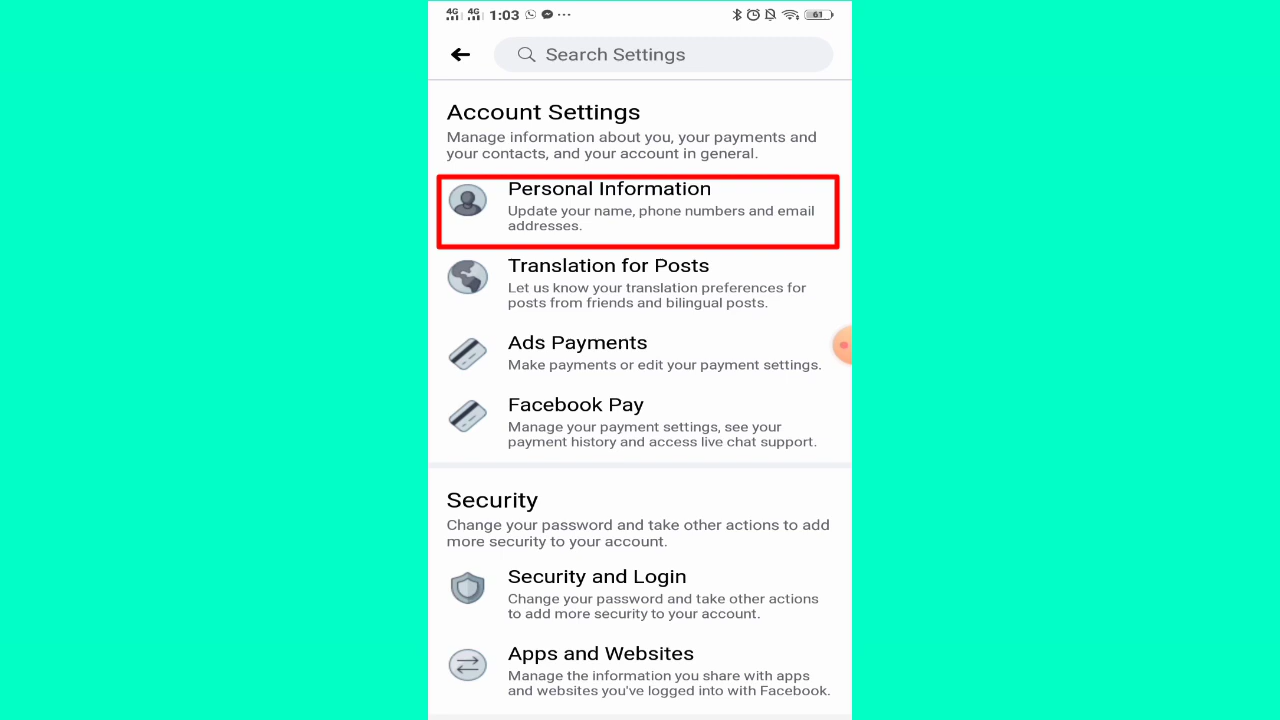 4G 4G 1:03 61
Search Settings
Account Settings
Manage information about you, your payments and
your contacts, and your account in general.
Personal Information
Update your name, phone numbers and email
addresses.
Translation for Posts
Let us know your translation preferences for
posts from friends and bilingual posts.
Ads Payments
Make payments or edit your payment settings.
Facebook Pay
Manage your payment settings, see your
payment history and access live chat support.
Security
Change your password and take other actions to add
more security to your account.
Security and Login
Change your password and take other actions
to add more security to your account.
Apps and Websites
Manage the information you share with apps
and websites you've logged into with Facebook.